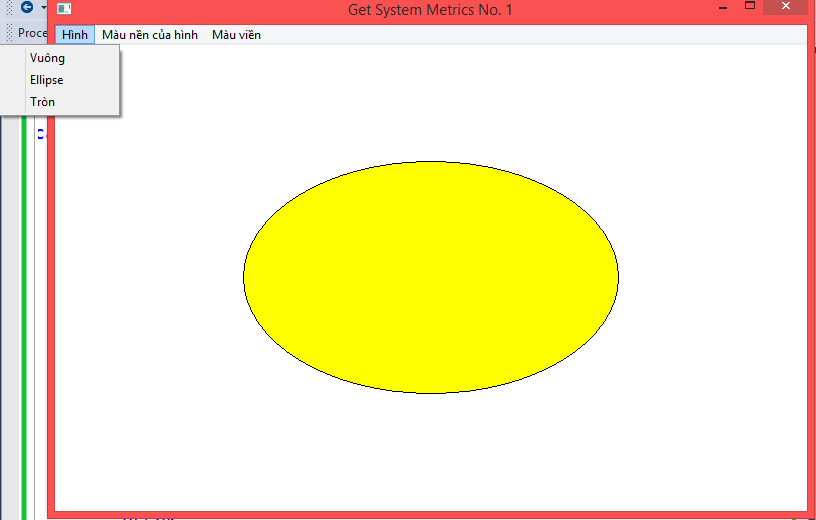 Get System Metrics No. 1
Proce
Hình Màu nền của hình Màu viền
Vuông
Ellipse
Tròn